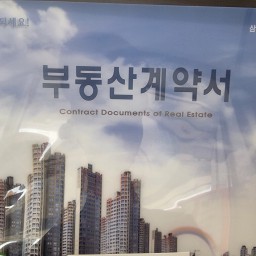 부동산계약서
Contract Documents of Real Estate